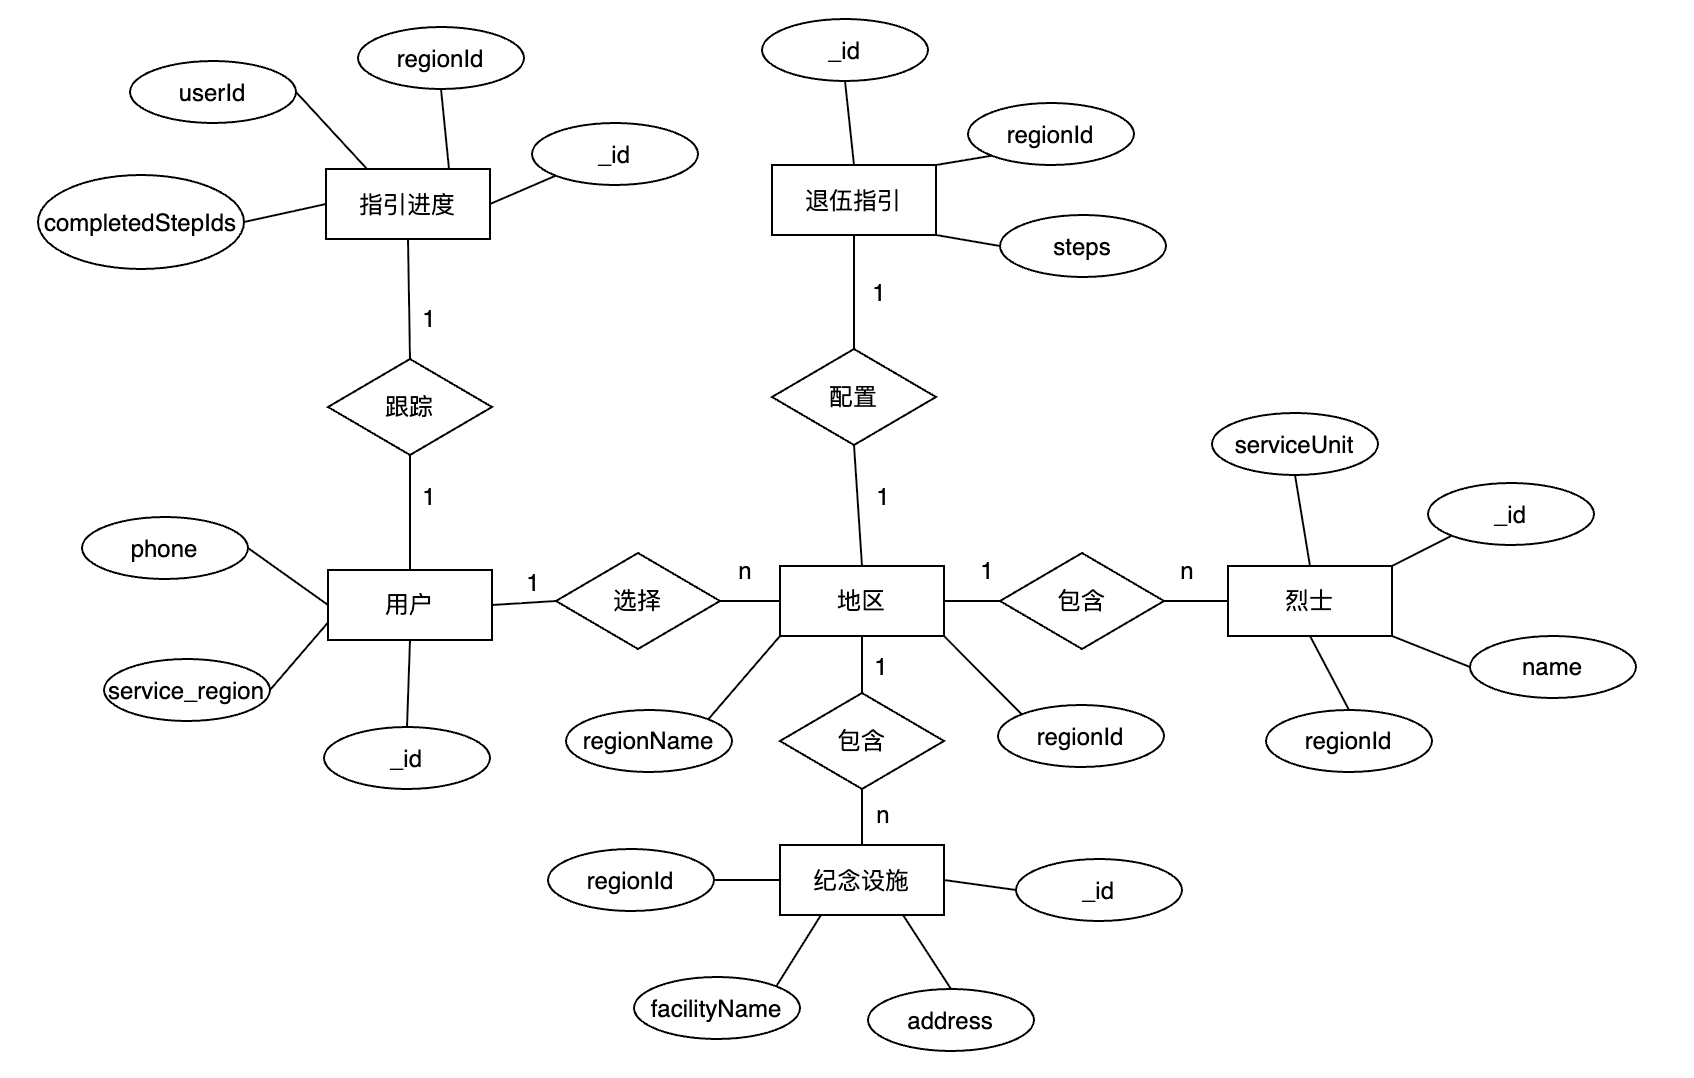 _id
regionId
userId
regionId
_id
completedStepIds
指引进度
退伍指引
steps
1
1
跟踪
配置
1
1
serviceUnit
_id
phone
1
n
1
n
用户
选择
地区
包含
烈士
service_region
1
name
_id
regionName
包含
regionId
regionId
n
regionId
纪念设施
_id
facilityName
address